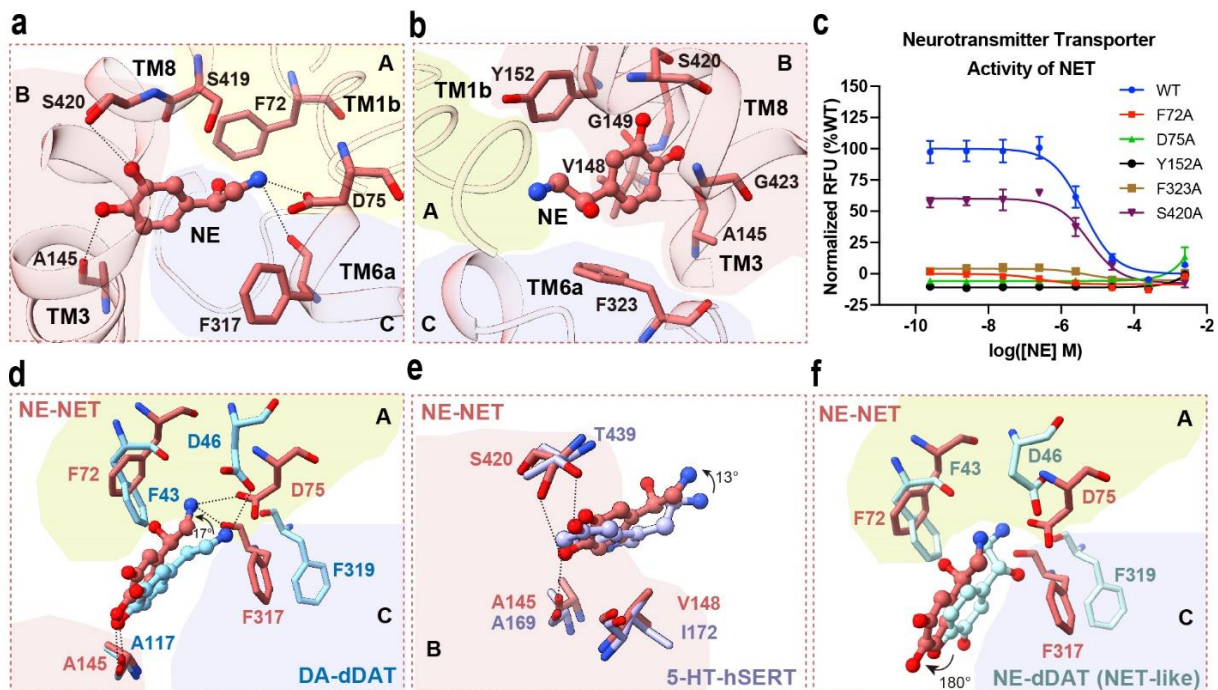 a
B
TM8
S419
A
S420
F72
TM1b
NE
D75
A145
F317
TM3
C
b
Y152
S420
B
TM1b
TM8
G149
V148
G423
NE
A
A145
TM3
TM6a
F323
C
TM6a
c
Neurotransmitter Transporter
Activity of NET
Normalized RFU (%WT)
150
125
100
75
50
25
0
-25
-10
-8
-6
-4
-2
log([NE] M)
WT
F72A
D75A
Y152A
F323A
S420A
d
NE-NET
A
D46
F72
F43
D75
17°
F319
F317
C
A117
A145
DA-dDAT
e
NE-NET
T439
S420
13°
A145
A169
V148
I172
B
5-HT-hSERT
f
NE-NET
A
D46
F43
D75
F72
F319
C
F317
180°
NE-dDAT (NET-like)